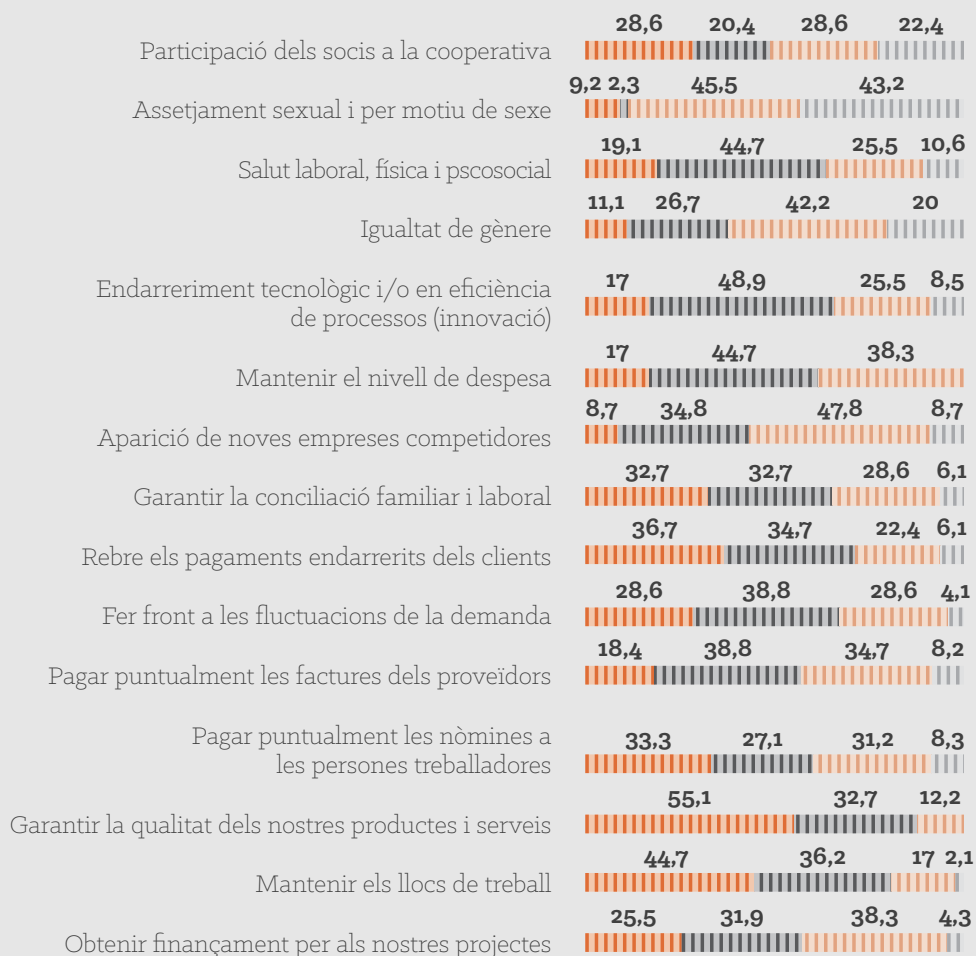 28,6 20,4 28,6 22,4
Participació dels socis a la cooperativa
9,2 2,3 45,5 43,2
Assetjament sexual i per motiu de sexe
19,1 44,7 25,5 10,6
Salut laboral, física i pscosocial
11,1 26,7 42,2 20
Igualtat de gènere
Endarreriment tecnològic i/o en eficiència
17 48,9 25,5 8,5
de processos (innovació)
17 44,7 38,3
Mantenir el nivell de despesa
8,7 34,8 47,8 8,7
Aparició de noves empreses competidores
32,7 32,7 28,6 6,1
Garantir la conciliació familiar i laboral
36,7 34,7 22,4 6,1
Rebre els pagaments endarrerits dels clients
28,6 38,8 28,6 4,1
Fer front a les fluctuacions de la demanda
18,4 38,8 34,7 8,2
Pagar puntualment les factures dels proveïdors
Pagar puntualment les nòmines a
33,3 27,1 31,2 8,3
les persones treballadores
55,1 32,7 12,2
Garantir la qualitat dels nostres productes i serveis
44,7 36,2 17 2,1
Mantenir els llocs de treball
25,5 31,9 38,3 4,3
Obtenir finançament per als nostres projectes